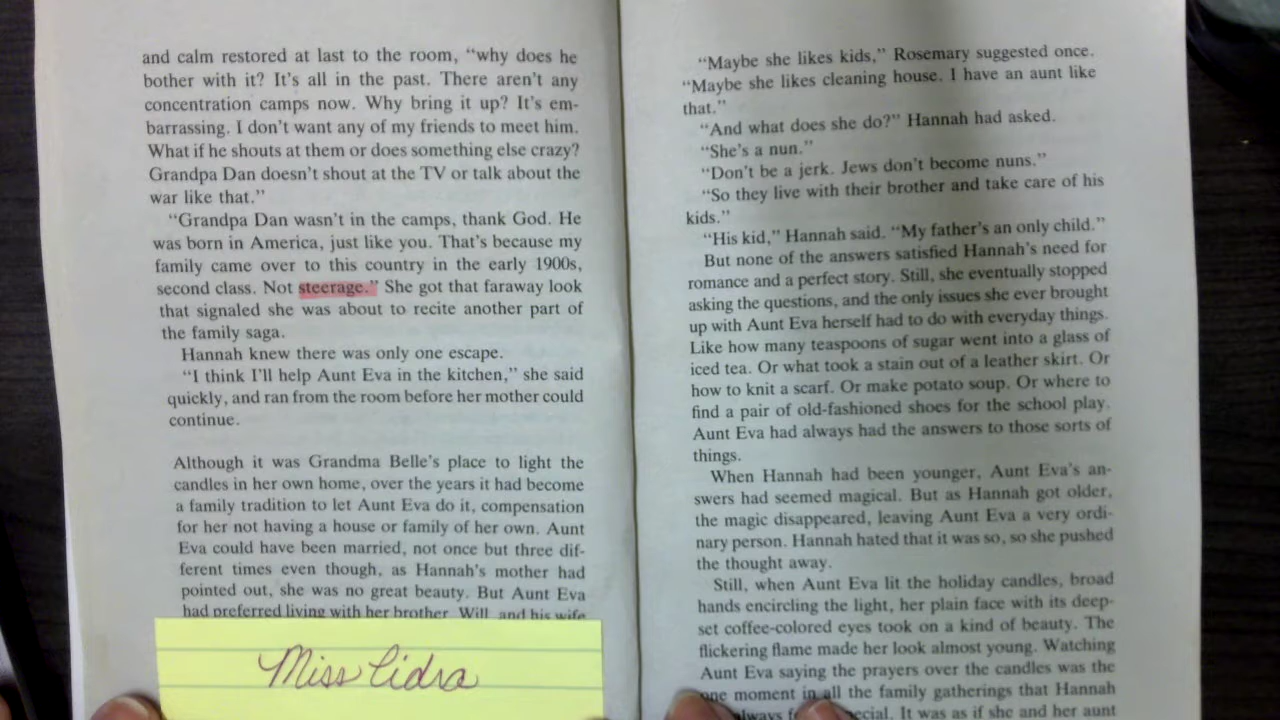 and calm restored at last to the room, “why does he
bother with it? It’s all in the past. There aren’t any
concentration camps now. Why bring it up? It’s em-
barrassing. I don’t want any of my friends to meet him.
What if he shouts at them or does something else crazy?
Grandpa Dan doesn’t shout at the TV or talk about the
war like that.”
“Grandpa Dan wasn’t in the camps, thank God. He
was born in America, just like you. That’s because my
family came over to this country in the early 1900s,
second class. Not steerage.” She got that faraway look
that signaled she was about to recite another part of
the family saga.
Hannah knew there was only one escape.
“I think I’ll help Aunt Eva in the kitchen,” she said
quickly, and ran from the room before her mother could
continue.
Although it was Grandma Belle’s place to light the
candles in her own home, over the years it had become
a family tradition to let Aunt Eva do it, compensation
for her not having a house or family of her own. Aunt
Eva could have been married, not once but three dif-
ferent times even though, as Hannah’s mother had
pointed out, she was no great beauty. But Aunt Eva
had preferred living with her brother, Will, and his wife
Miss Cidra
“Maybe she likes kids,” Rosemary suggested once.
“Maybe she likes cleaning house. I have an aunt like
that.”
“And what does she do?” Hannah had asked.
“She’s a nun.”
“Don’t be a jerk. Jews don’t become nuns.”
“So they live with their brother and take care of his
kids.”
“His kid,” Hannah said. “My father’s an only child.”
But none of the answers satisfied Hannah’s need for
romance and a perfect story. Still, she eventually stopped
asking the questions, and the only issues she ever brought
up with Aunt Eva herself had to do with everyday things.
Like how many teaspoons of sugar went into a glass of
iced tea. Or what took a stain out of a leather skirt. Or
how to knit a scarf. Or make potato soup. Or where to
find a pair of old-fashioned shoes for the school play.
Aunt Eva had always had the answers to those sorts of
things.
When Hannah had been younger, Aunt Eva’s an-
swers had seemed magical. But as Hannah got older,
the magic disappeared, leaving Aunt Eva a very ordi-
nary person. Hannah hated that it was so, so she pushed
the thought away.
Still, when Aunt Eva lit the holiday candles, broad
hands encircling the light, her plain face with its deep-
set coffee-colored eyes took on a kind of beauty. The
flickering flame made her look almost young. Watching
Aunt Eva saying the prayers over the candles was the
one moment in all the family gatherings that Hannah
always It was as if she and her aunt